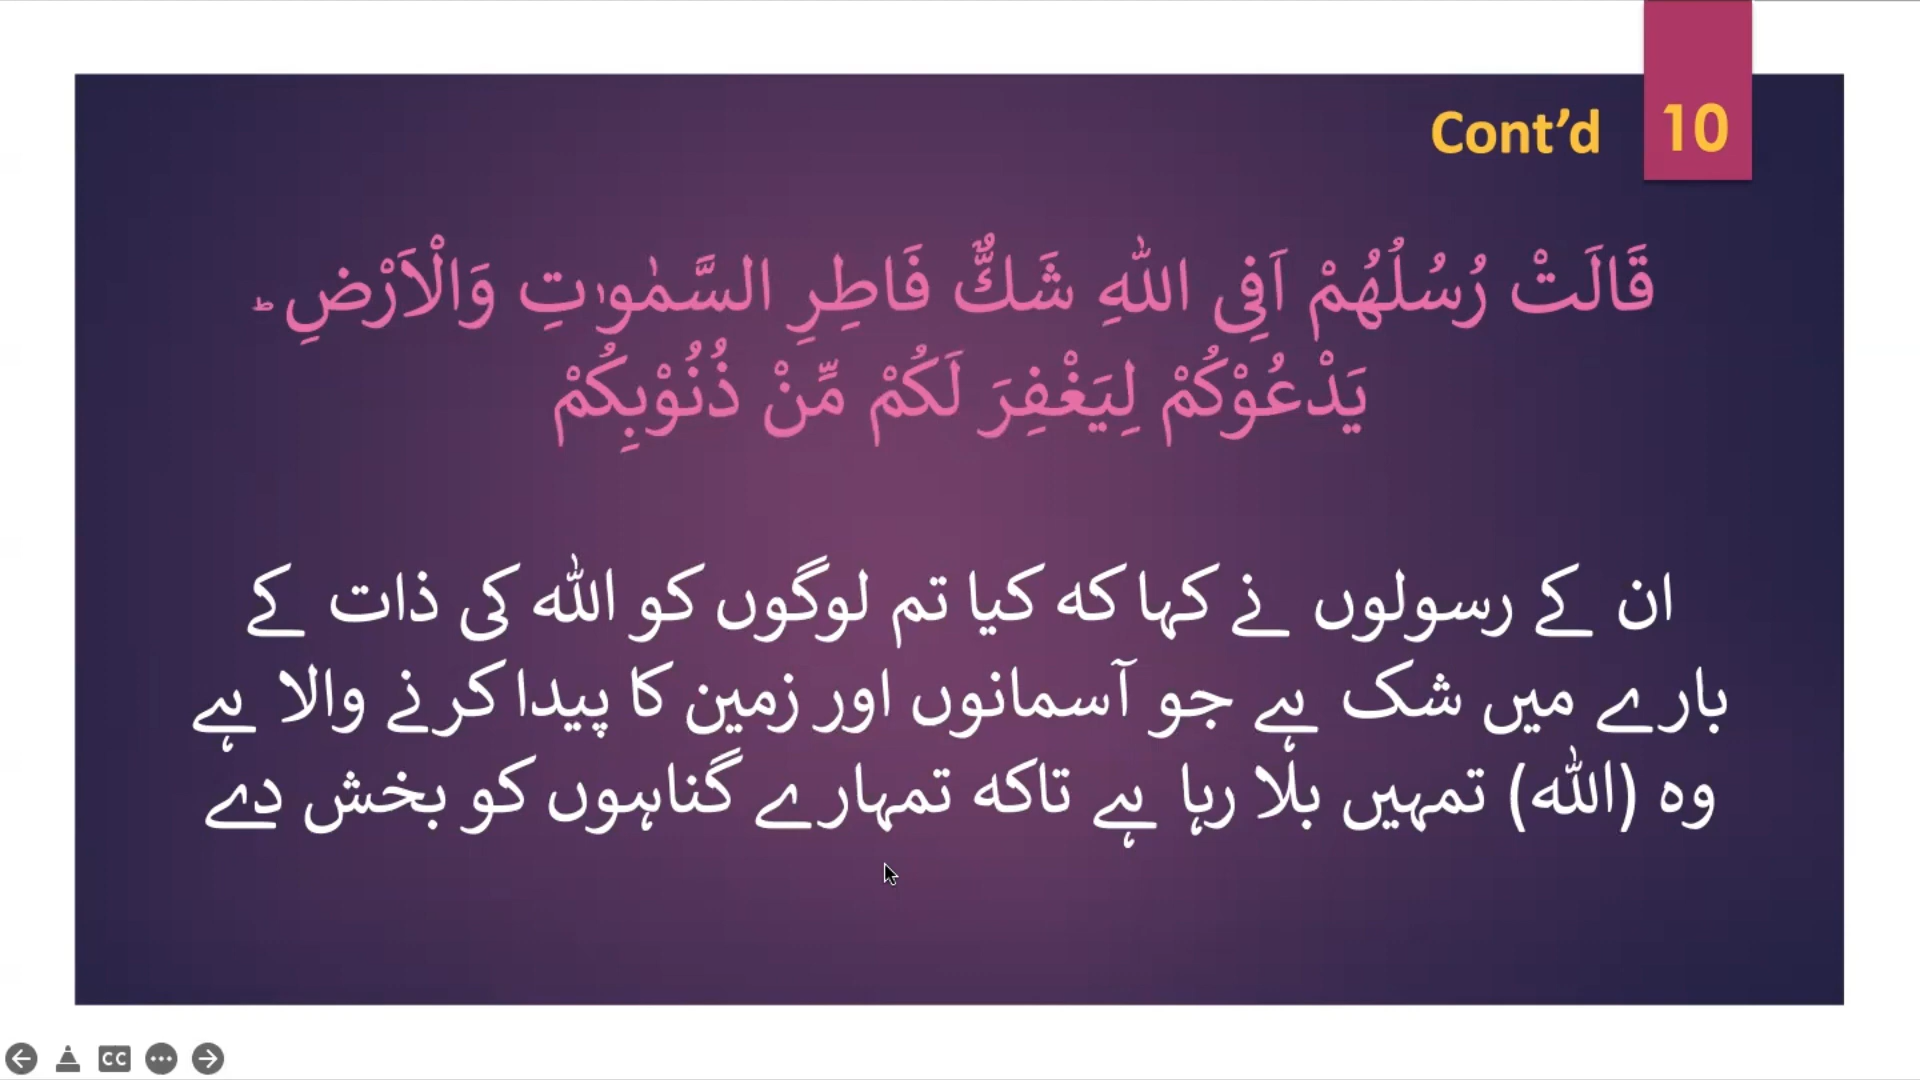 Cont’d
10
قَالَتْ رُسُلُهُمْ اَفِی اللّٰهِ شَكٌّ فَاطِرِ السَّمٰوٰتِ وَالْاَرْضِ ؕ
یَدْعُوْكُمْ لِیَغْفِرَ لَكُمْ مِّنْ ذُنُوْبِكُمْ
ان کے رسولوں نے کہا کہ کیا تم لوگوں کو اللہ کی ذات کے
بارے میں شک ہے جو آسمانوں اور زمین کا پیدا کرنے والا ہے
وہ (اللہ) تمہیں بلا رہا ہے تاکہ تمہارے گناہوں کو بخش دے
CC